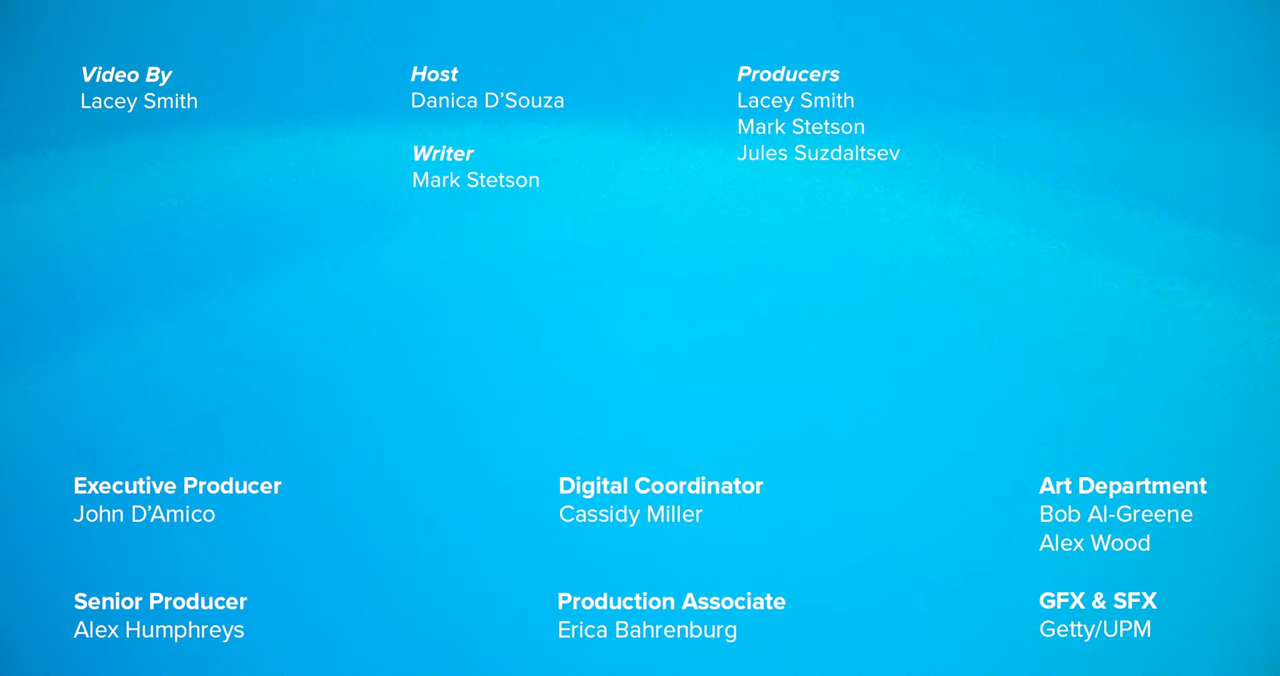 Video By
Lacey Smith
Host
Danica D’Souza
Writer
Mark Stetson
Producers
Lacey Smith
Mark Stetson
Jules Suzdaltsev
Executive Producer
John D’Amico
Senior Producer
Alex Humphreys
Digital Coordinator
Cassidy Miller
Production Associate
Erica Bahrenburg
Art Department
Bob Al-Greene
Alex Wood
GFX & SFX
Getty/UPM